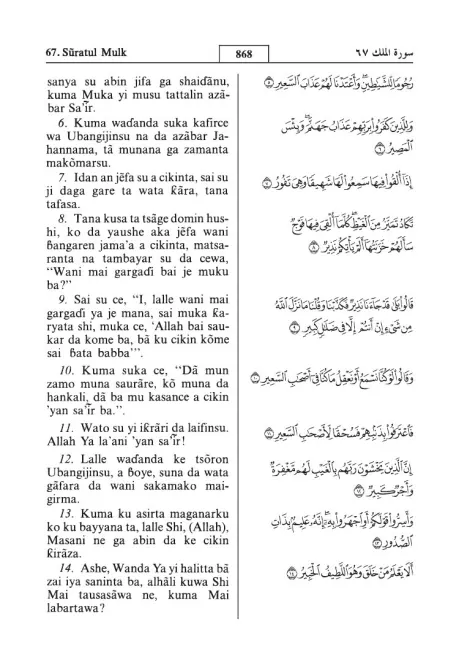 67. Sūratul Mulk
868
سورة الملك ٦٧
sanya su abin jifa ga shaiɗānu,
kuma Muka yi musu tattalin azā-
bar Sa'īr.
6. Kuma waɗanda suka kafirce
wa Ubangijinsu na da azābar Ja-
hannama, tā munana ga zamanta
makōmarsu.
7. Idan an jēfa su a cikinta, sai su
ji daga gare ta wata ƙāra, tana
tafasa.
8. Tana kusa ta tsāge domin hus-
hi, ko da yaushe aka jēfa wani
ɓangaren jama'a a cikinta, matsa-
ranta na tambayar su da cewa,
"Wani mai gargaɗi bai je muku
ba?"
9. Sai su ce, "I, lalle wani mai
gargaɗi ya je mana, sai muka ƙa-
ryata shi, muka ce, 'Allah bai sau-
kar da kome ba, bā ku cikin kōme
sai ɓata babba'".
10. Kuma suka ce, "Dā mun
zamo muna saurāre, kō muna da
hankali, dā ba mu kasance a cikin
'yan sa'īr ba.".
11. Wato su yi iƙrāri da laifinsu.
Allah Ya la'ani 'yan sa'īr!
12. Lalle waɗanda ke tsōron
Ubangijinsu, a ɓoye, suna da wata
gāfara da wani sakamako mai-
girma.
13. Kuma ku asirta maganarku
ko ku bayyana ta, lalle Shi, (Allah),
Masani ne ga abin da ke cikin
ƙirāza.
14. Ashe, Wanda Ya yi halitta bā
zai iya saninta ba, alhāli kuwa Shi
Mai tausasāwa ne, kuma Mai
labartawa?
رُجُومًا لِّلشَّيَٰطِينِ وَأَعْتَدْنَا لَهُمْ عَذَابَ ٱلسَّعِيرِ ٥
وَلِلَّذِينَ كَفَرُوا۟ بِرَبِّهِمْ عَذَابُ جَهَنَّمَ وَبِئْسَ
ٱلْمَصِيرُ ٦
إِذَآ أُلْقُوا۟ فِيهَا سَمِعُوا۟ لَهَا شَهِيقًا وَهِىَ تَفُورُ ٧
تَكَادُ تَمَيَّزُ مِنَ ٱلْغَيْظِ كُلَّمَآ أُلْقِىَ فِيهَا فَوْجٌ
سَأَلَهُمْ خَزَنَتُهَآ أَلَمْ يَأْتِكُمْ نَذِيرٌ ٨
قَالُوا۟ بَلَىٰ قَدْ جَآءَنَا نَذِيرٌ فَكَذَّبْنَا وَقُلْنَا مَا نَزَّلَ ٱللَّهُ
مِن شَىْءٍ إِنْ أَنتُمْ إِلَّا فِى ضَلَٰلٍ كَبِيرٍ ٩
وَقَالُوا۟ لَوْ كُنَّا نَسْمَعُ أَوْ نَعْقِلُ مَا كُنَّا فِىٓ أَصْحَٰبِ ٱلسَّعِيرِ ١٠
فَٱعْتَرَفُوا۟ بِذَنۢبِهِمْ فَسُحْقًا لِّأَصْحَٰبِ ٱلسَّعِيرِ ١١
إِنَّ ٱلَّذِينَ يَخْشَوْنَ رَبَّهُم بِٱلْغَيْبِ لَهُم مَّغْفِرَةٌ
وَأَجْرٌ كَبِيرٌ ١٢
وَأَسِرُّوا۟ قَوْلَكُمْ أَوِ ٱجْهَرُوا۟ بِهِۦٓ إِنَّهُۥ عَلِيمٌۢ بِذَاتِ
ٱلصُّدُورِ ١٣
أَلَا يَعْلَمُ مَنْ خَلَقَ وَهُوَ ٱللَّطِيفُ ٱلْخَبِيرُ ١٤